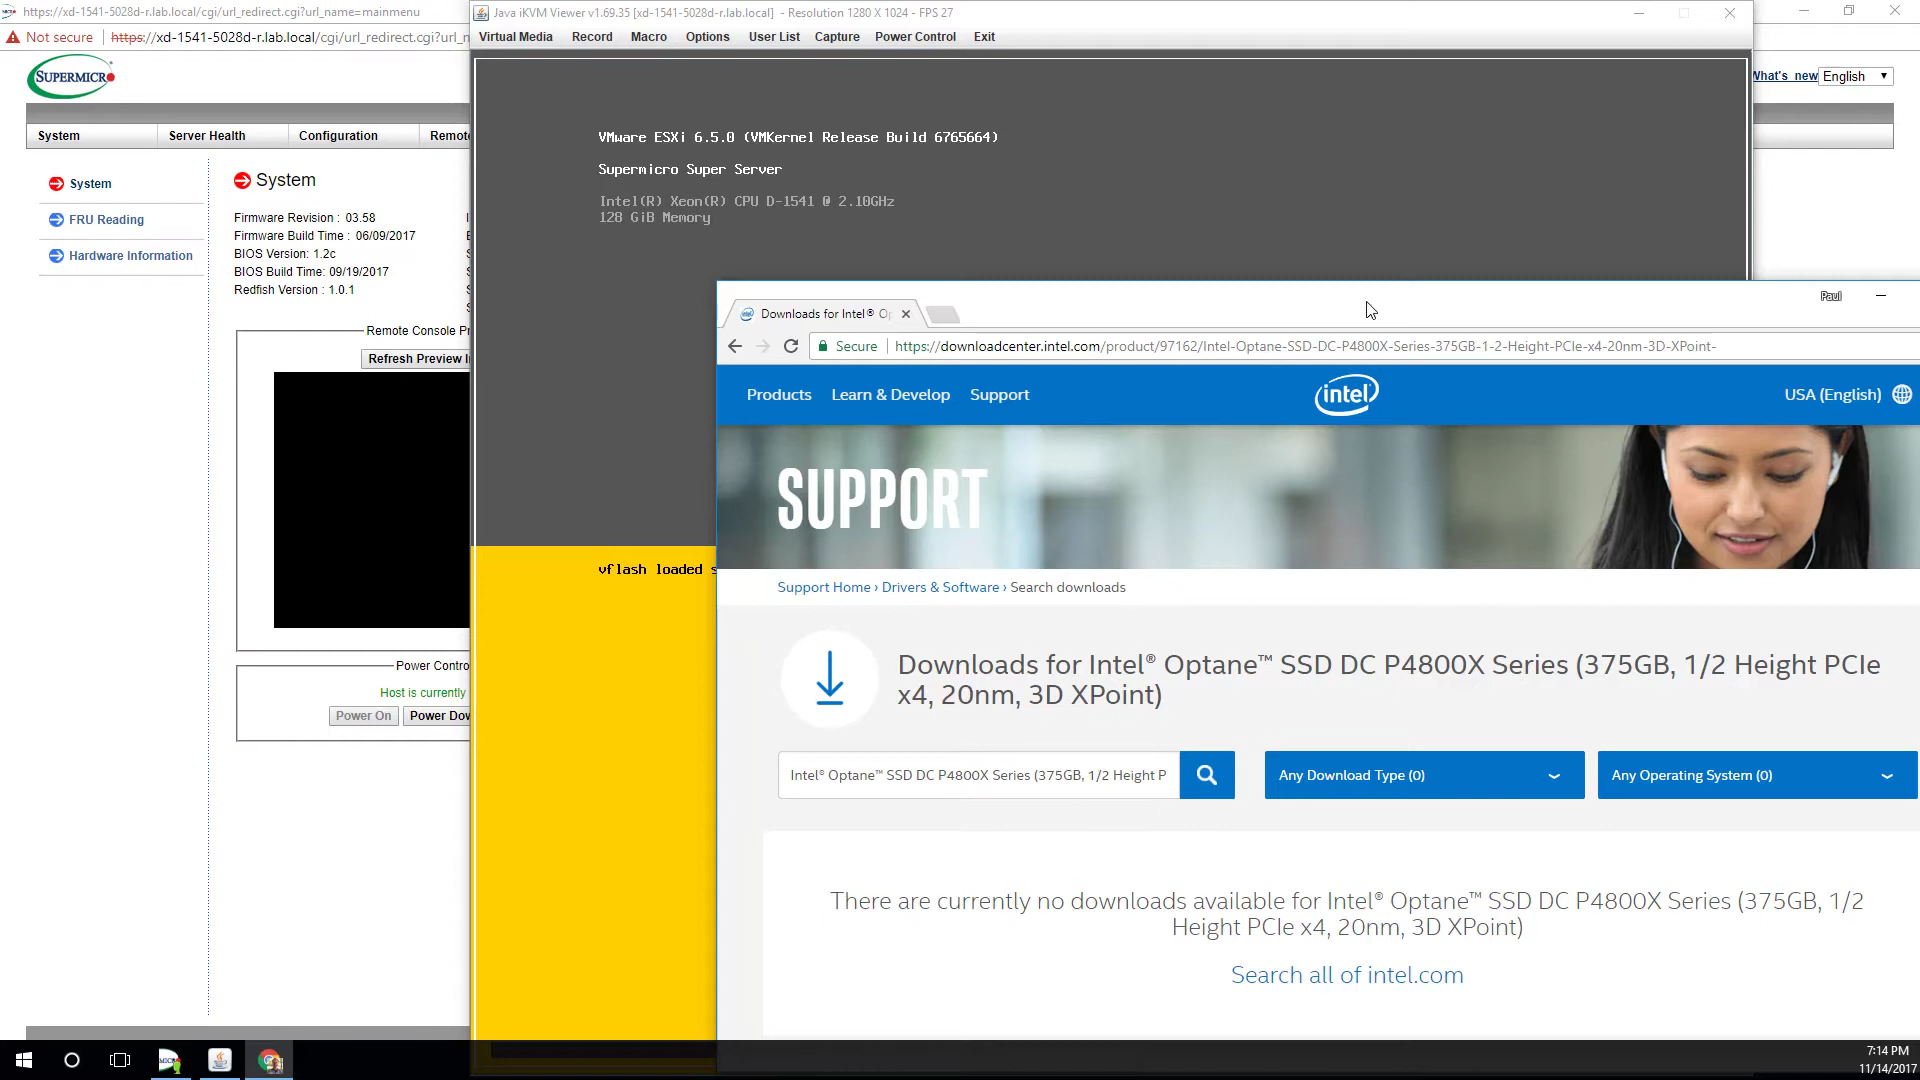 https://xd-1541-5028d-r.lab.local/cgi/url_redirect.cgi?url_name=mainmenu
Not secure
https://xd-1541-5028d-r.lab.local/cgi/url_redirect.cgi?url_n
SUPERMICRO
What's new
English
System
Server Health
Configuration
Remot
System
FRU Reading
Hardware Information
System
Firmware Revision : 03.58
Firmware Build Time : 06/09/2017
BIOS Version: 1.2c
BIOS Build Time: 09/19/2017
Redfish Version : 1.0.1
Remote Console Pr
Refresh Preview I
Power Contro
Host is currently
Power On
Power Dow
Java iKVM Viewer v1.69.35 [xd-1541-5028d-r.lab.local] - Resolution 1280 X 1024 - FPS 27
Virtual Media
Record
Macro
Options
User List
Capture
Power Control
Exit
VMware ESXi 6.5.0 (VMKernel Release Build 6765664)
Supermicro Super Server
Intel(R) Xeon(R) CPU D-1541 @ 2.10GHz
128 GiB Memory
vflash loaded s
Paul
Downloads for Intel® Op
Secure
https://downloadcenter.intel.com/product/97162/Intel-Optane-SSD-DC-P4800X-Series-375GB-1-2-Height-PCIe-x4-20nm-3D-XPoint-
Products
Learn & Develop
Support
intel
USA (English)
SUPPORT
Support Home › Drivers & Software › Search downloads
Downloads for Intel® Optane™ SSD DC P4800X Series (375GB, 1/2 Height PCIe
x4, 20nm, 3D XPoint)
Intel® Optane™ SSD DC P4800X Series (375GB, 1/2 Height P
Any Download Type (0)
Any Operating System (0)
There are currently no downloads available for Intel® Optane™ SSD DC P4800X Series (375GB, 1/2
Height PCIe x4, 20nm, 3D XPoint)
Search all of intel.com
7:14 PM
11/14/2017